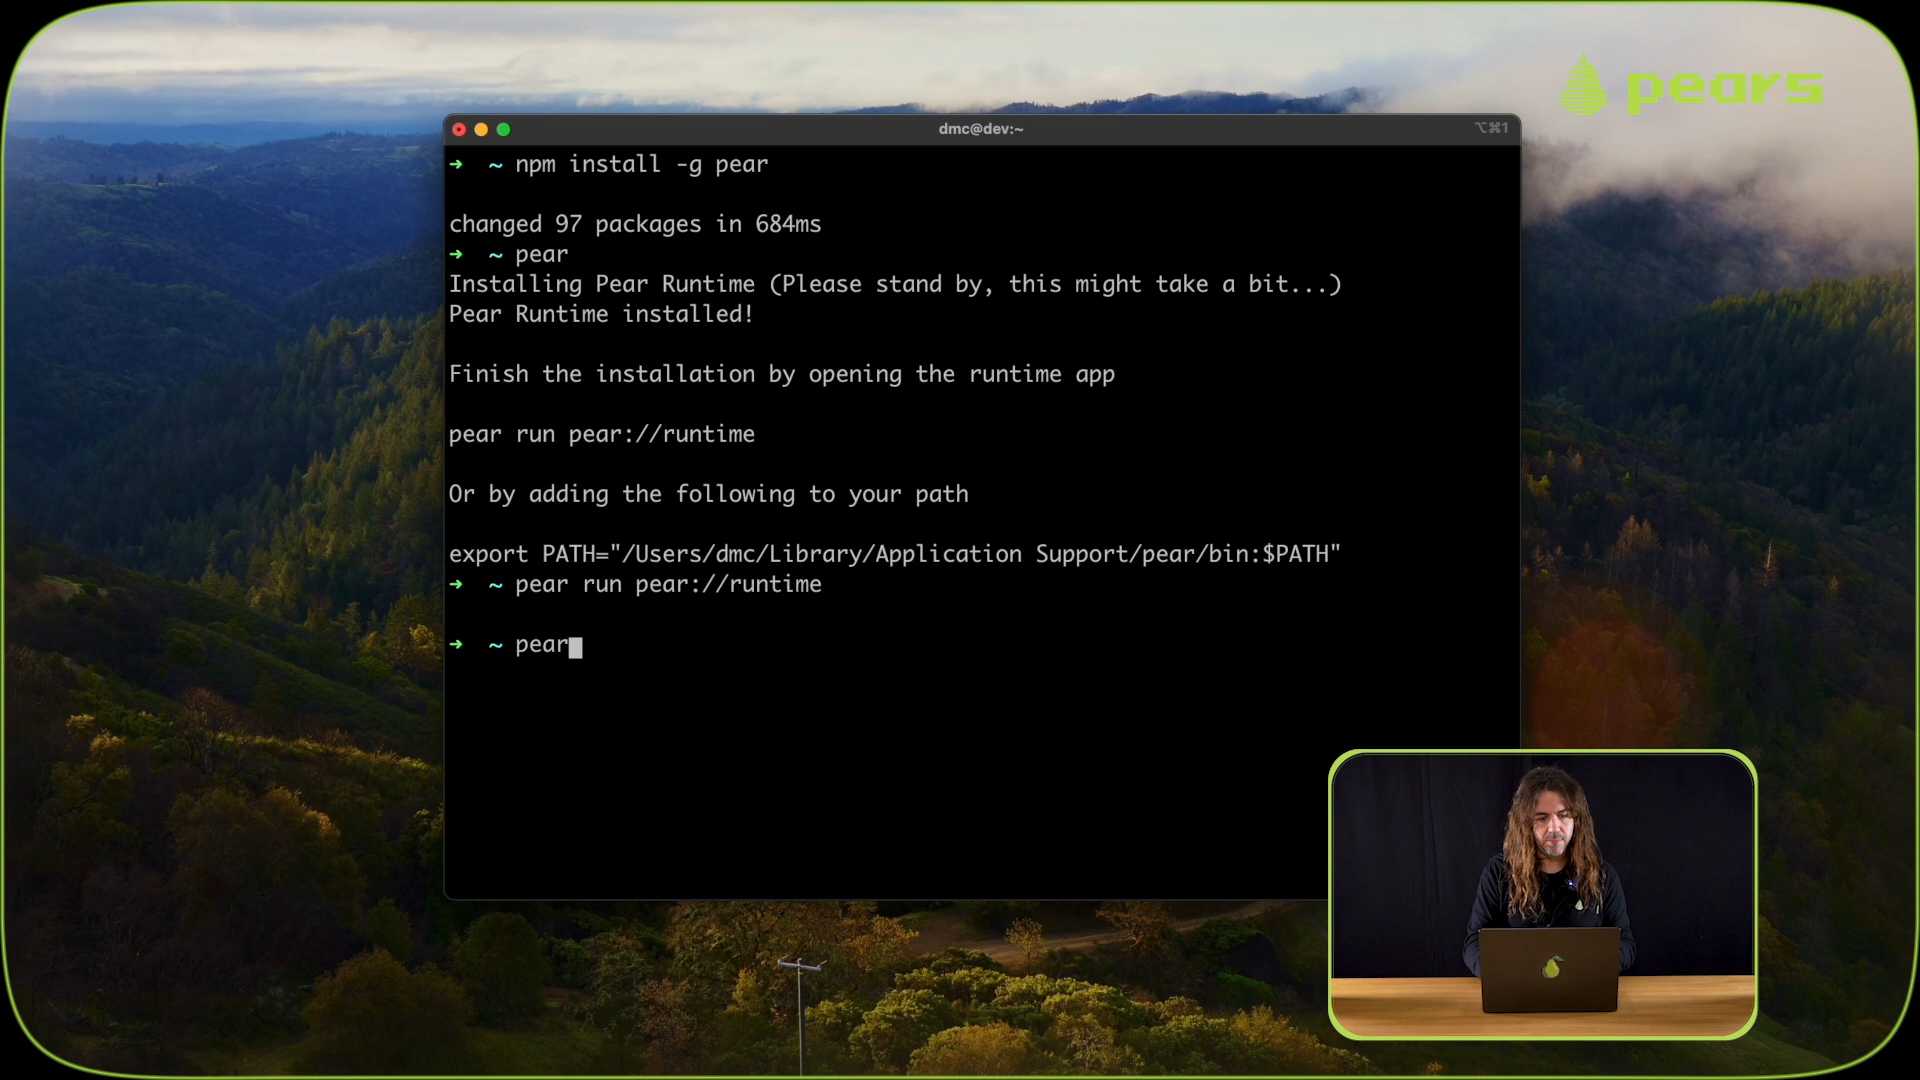 pears
dmc@dev:~
⌥⌘1
➜ ~ npm install -g pear
changed 97 packages in 684ms
➜ ~ pear
Installing Pear Runtime (Please stand by, this might take a bit...)
Pear Runtime installed!
Finish the installation by opening the runtime app
pear run pear://runtime
Or by adding the following to your path
export PATH="/Users/dmc/Library/Application Support/pear/bin:$PATH"
➜ ~ pear run pear://runtime
➜ ~ pear